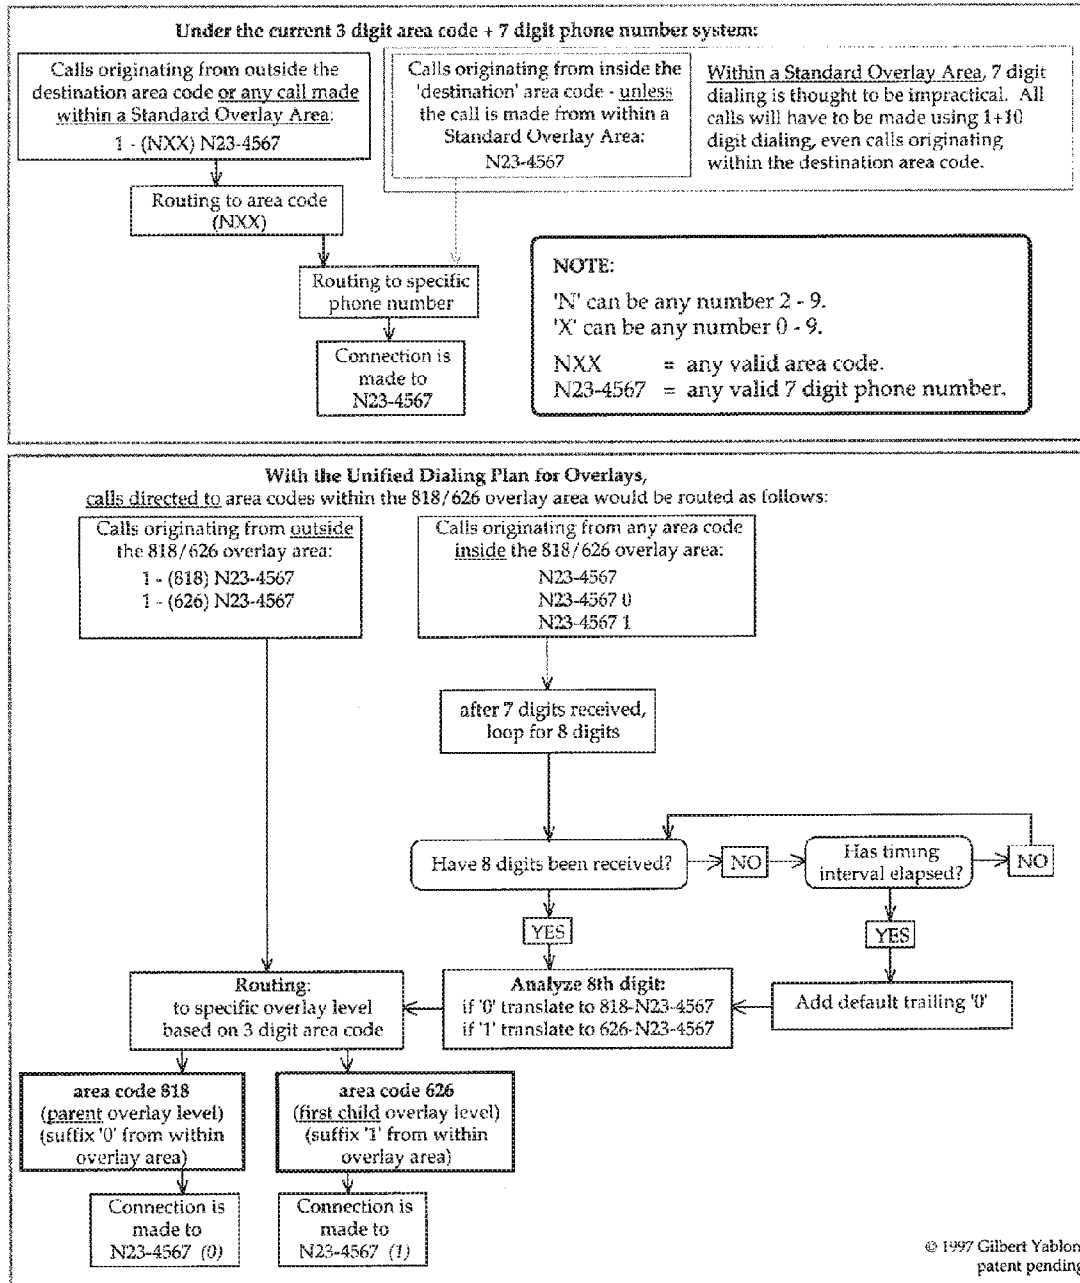 Under the current 3 digit area code + 7 digit phone number system:
Calls originating from outside the
destination area code or any call made
within a Standard Overlay Area:
1 - (NXX) N23-4567
Calls originating from inside the
'destination' area code - unless
the call is made from within a
Standard Overlay Area:
N23-4567
Within a Standard Overlay Area, 7 digit
dialing is thought to be impractical. All
calls will have to be made using 1+10
digit dialing, even calls originating
within the destination area code.
Routing to area code
(NXX)
Routing to specific
phone number
Connection is
made to
N23-4567
NOTE:
'N' can be any number 2 - 9.
'X' can be any number 0 - 9.
NXX = any valid area code.
N23-4567 = any valid 7 digit phone number.
With the Unified Dialing Plan for Overlays,
calls directed to area codes within the 818/626 overlay area would be routed as follows:
Calls originating from outside
the 818/626 overlay area:
1 - (818) N23-4567
1 - (626) N23-4567
Calls originating from any area code
inside the 818/626 overlay area:
N23-4567
N23-4567 0
N23-4567 1
after 7 digits received,
loop for 8 digits
Have 8 digits been received?
NO
Has timing
interval elapsed?
NO
YES
YES
Routing:
to specific overlay level
based on 3 digit area code
Analyze 8th digit:
if '0' translate to 818-N23-4567
if '1' translate to 626-N23-4567
Add default trailing '0'
area code 818
(parent overlay level)
(suffix '0' from within
overlay area)
area code 626
(first child overlay level)
(suffix '1' from within
overlay area)
Connection is
made to
N23-4567 (0)
Connection is
made to
N23-4567 (1)
© 1997 Gilbert Yablon
patent pending